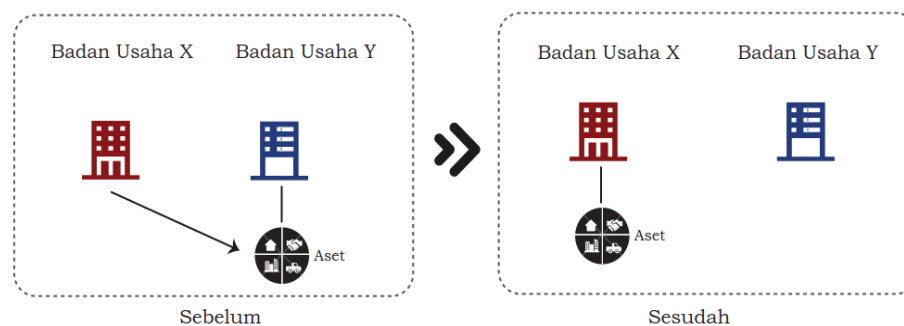 Badan Usaha X
Badan Usaha Y
Aset
Sebelum
Badan Usaha X
Badan Usaha Y
Aset
Sesudah